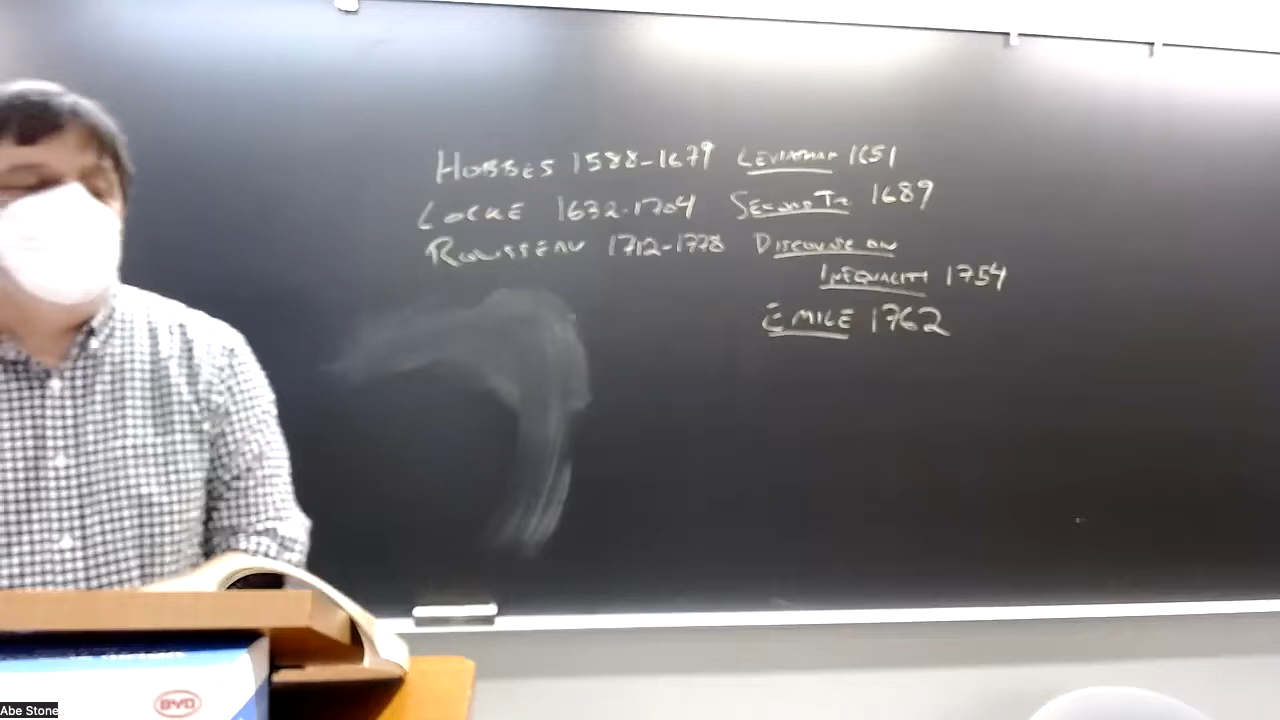 HOBBES 1588-1679 LEVIATHAN 1651
LOCKE 1632-1704 SECOND TR 1689
ROUSSEAU 1712-1778 DISCOURSE ON
INEQUALITY 1754
EMILE 1762
BYD
Abe Stone